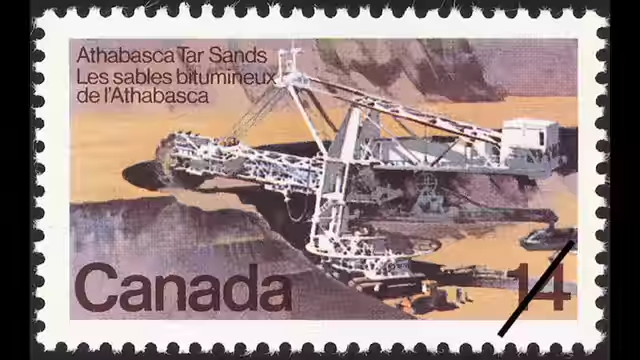 Athabasca Tar Sands
Les sables bitumineux
de l'Athabasca
Canada
14